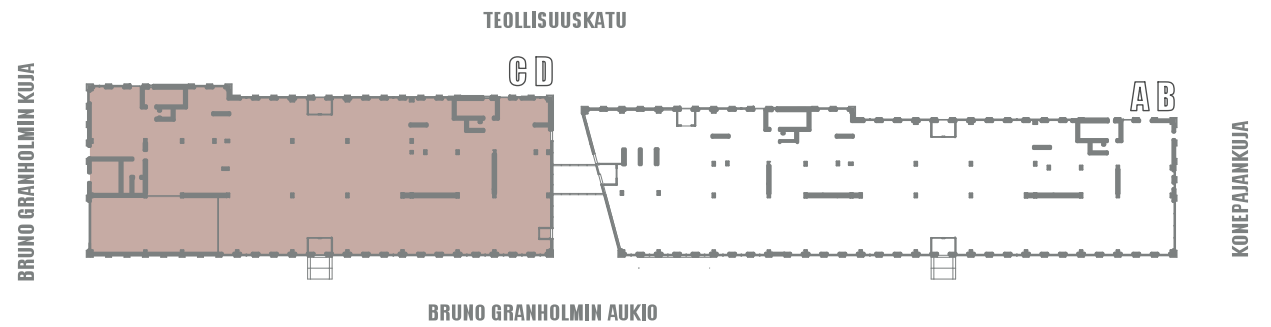 TEOLLISUUSKATU
C D
A B
BRUNO GRANHOLMIN KUJA
KONEPAJANKUJA
BRUNO GRANHOLMIN AUKIO